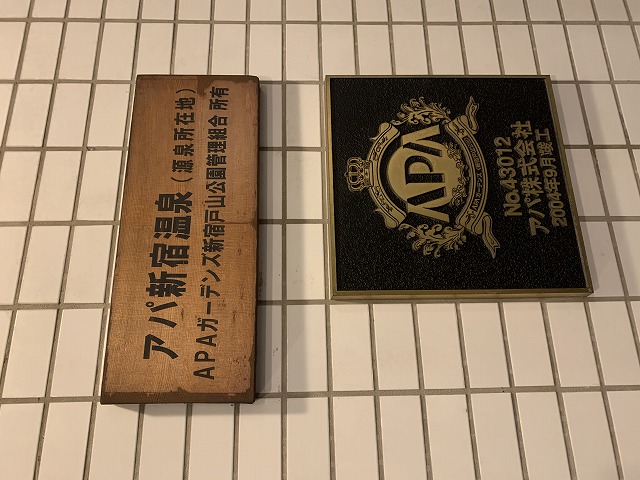 APA
No.43012
アパ株式会社
2004年9月竣工
アパ新宿温泉（源泉所在地）
APAガーデンズ新宿戸山公園管理組合 所有